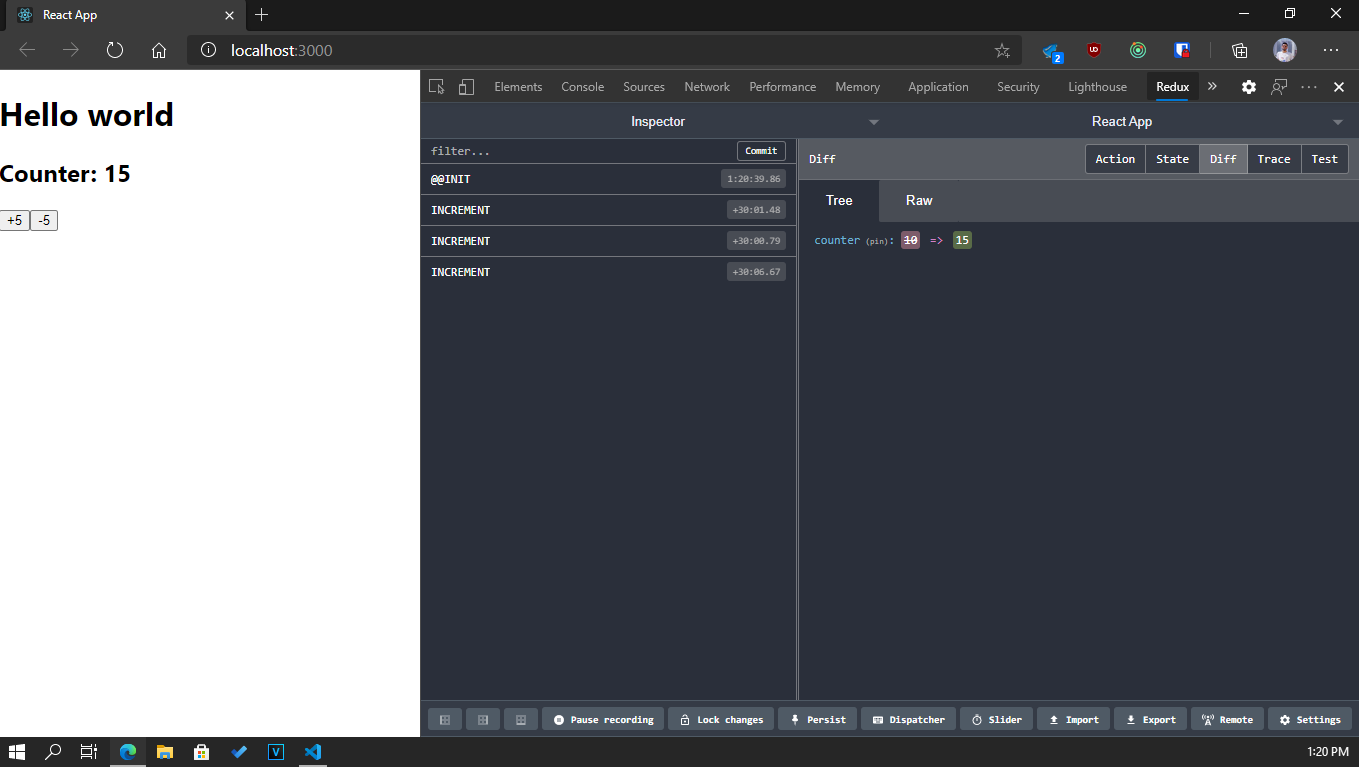 React App
localhost:3000
2
UD
Hello world
Counter: 15
+5 -5
Elements Console Sources Network Performance Memory Application Security Lighthouse Redux
Inspector React App
filter... Commit
@@INIT 1:20:39.86
INCREMENT +30:01.48
INCREMENT +30:00.79
INCREMENT +30:06.67
Diff Action State Diff Trace Test
Tree Raw
counter (pin): 10 => 15
Pause recording Lock changes Persist Dispatcher Slider Import Export Remote Settings
V
1:20 PM